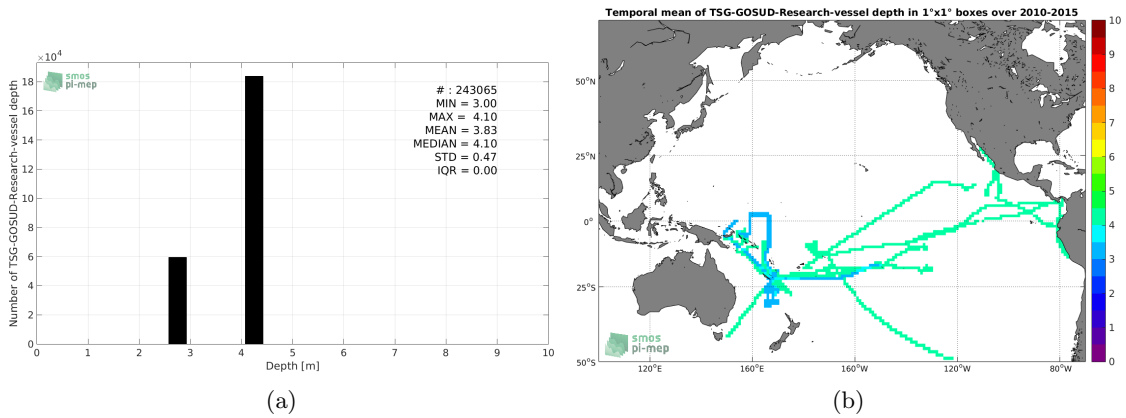 ×10⁴
smos
pi-mep
# : 243065
MIN = 3.00
MAX = 4.10
MEAN = 3.83
MEDIAN = 4.10
STD = 0.47
IQR = 0.00
Number of TSG-GOSUD-Research-vessel depth
18
16
14
12
10
8
6
4
2
0
0 1 2 3 4 5 6 7 8 9 10
Depth [m]
(a)
Temporal mean of TSG-GOSUD-Research-vessel depth in 1°x1° boxes over 2010-2015
50°N
25°N
0°
25°S
50°S
120°E 160°E 160°W 120°W 80°W
smos
pi-mep
10
9
8
7
6
5
4
3
2
1
0
(b)